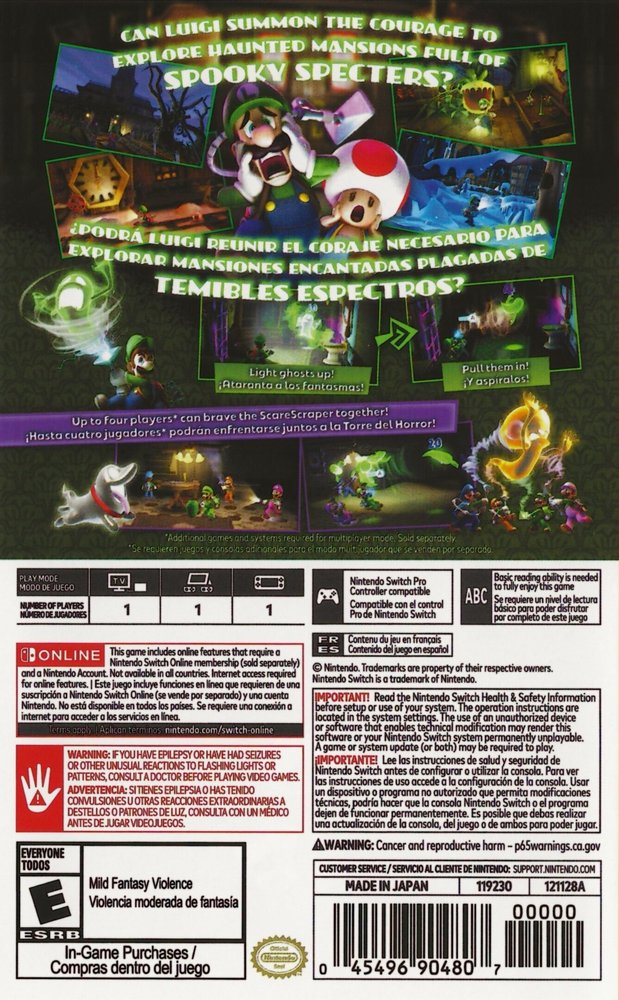 CAN LUIGI SUMMON THE COURAGE TO
EXPLORE HAUNTED MANSIONS FULL OF
SPOOKY SPECTERS?
¿PODRÁ LUIGI REUNIR EL CORAJE NECESARIO PARA
EXPLORAR MANSIONES ENCANTADAS PLAGADAS DE
TEMIBLES ESPECTROS?
Light ghosts up!
¡Ataranta a los fantasmas!
Pull them in!
¡Y aspiralos!
Up to four players* can brave the ScareScraper together!
¡Hasta cuatro jugadores* podrán enfrentarse juntos a la Torre del Horror!
20
*Additional games and systems required for multiplayer mode. Sold separately.
*Se requieren juegos y consolas adicionales para el modo multijugador que se venden por separado.
PLAY MODE
MODO DE JUEGO
TV
NUMBER OF PLAYERS
NÚMERO DE JUGADORES
1
1
1
Nintendo Switch Pro
Controller compatible
Compatible con el control
Pro de Nintendo Switch
ABC
Basic reading ability is needed
to fully enjoy this game
Se requiere un nivel de lectura
básico para poder disfrutar
por completo de este juego
FR
ES
Contenu du jeu en français
Contenido del juego en español
ONLINE
This game includes online features that require a
Nintendo Switch Online membership (sold separately)
and a Nintendo Account. Not available in all countries. Internet access required
for online features. | Este juego incluye funciones en línea que requieren de una
suscripción a Nintendo Switch Online (se vende por separado) y una cuenta
Nintendo. No está disponible en todos los países. Se requiere una conexión a
internet para acceder a los servicios en línea.
Terms apply. | Aplican términos. nintendo.com/switch-online
© Nintendo. Trademarks are property of their respective owners.
Nintendo Switch is a trademark of Nintendo.
WARNING: IF YOU HAVE EPILEPSY OR HAVE HAD SEIZURES
OR OTHER UNUSUAL REACTIONS TO FLASHING LIGHTS OR
PATTERNS, CONSULT A DOCTOR BEFORE PLAYING VIDEO GAMES.
ADVERTENCIA: SI TIENES EPILEPSIA O HAS TENIDO
CONVULSIONES U OTRAS REACCIONES EXTRAORDINARIAS A
DESTELLOS O PATRONES DE LUZ, CONSULTA CON UN MÉDICO
ANTES DE JUGAR VIDEOJUEGOS.
IMPORTANT! Read the Nintendo Switch Health & Safety Information
before setup or use of your system. The operation instructions are
located in the system settings. The use of an unauthorized device
or software that enables technical modification may render this
software or your Nintendo Switch system permanently unplayable.
A game or system update (or both) may be required to play.
¡IMPORTANTE! Lee las instrucciones de salud y seguridad de
Nintendo Switch antes de configurar o utilizar la consola. Para ver
las instrucciones de uso accede a la configuración de la consola. Usar
un dispositivo o programa no autorizado que permita modificaciones
técnicas, podría hacer que la consola Nintendo Switch o el programa
dejen de funcionar permanentemente. Es posible que debas realizar
una actualización de la consola, del juego o de ambos para poder jugar.
WARNING: Cancer and reproductive harm – p65warnings.ca.gov
CUSTOMER SERVICE / SERVICIO AL CLIENTE DE NINTENDO: SUPPORT.NINTENDO.COM
MADE IN JAPAN
119230
121128A
EVERYONE
TODOS
E
ESRB
Mild Fantasy Violence
Violencia moderada de fantasía
In-Game Purchases /
Compras dentro del juego
Official
Nintendo
Seal
00000
0 45496 90480 7